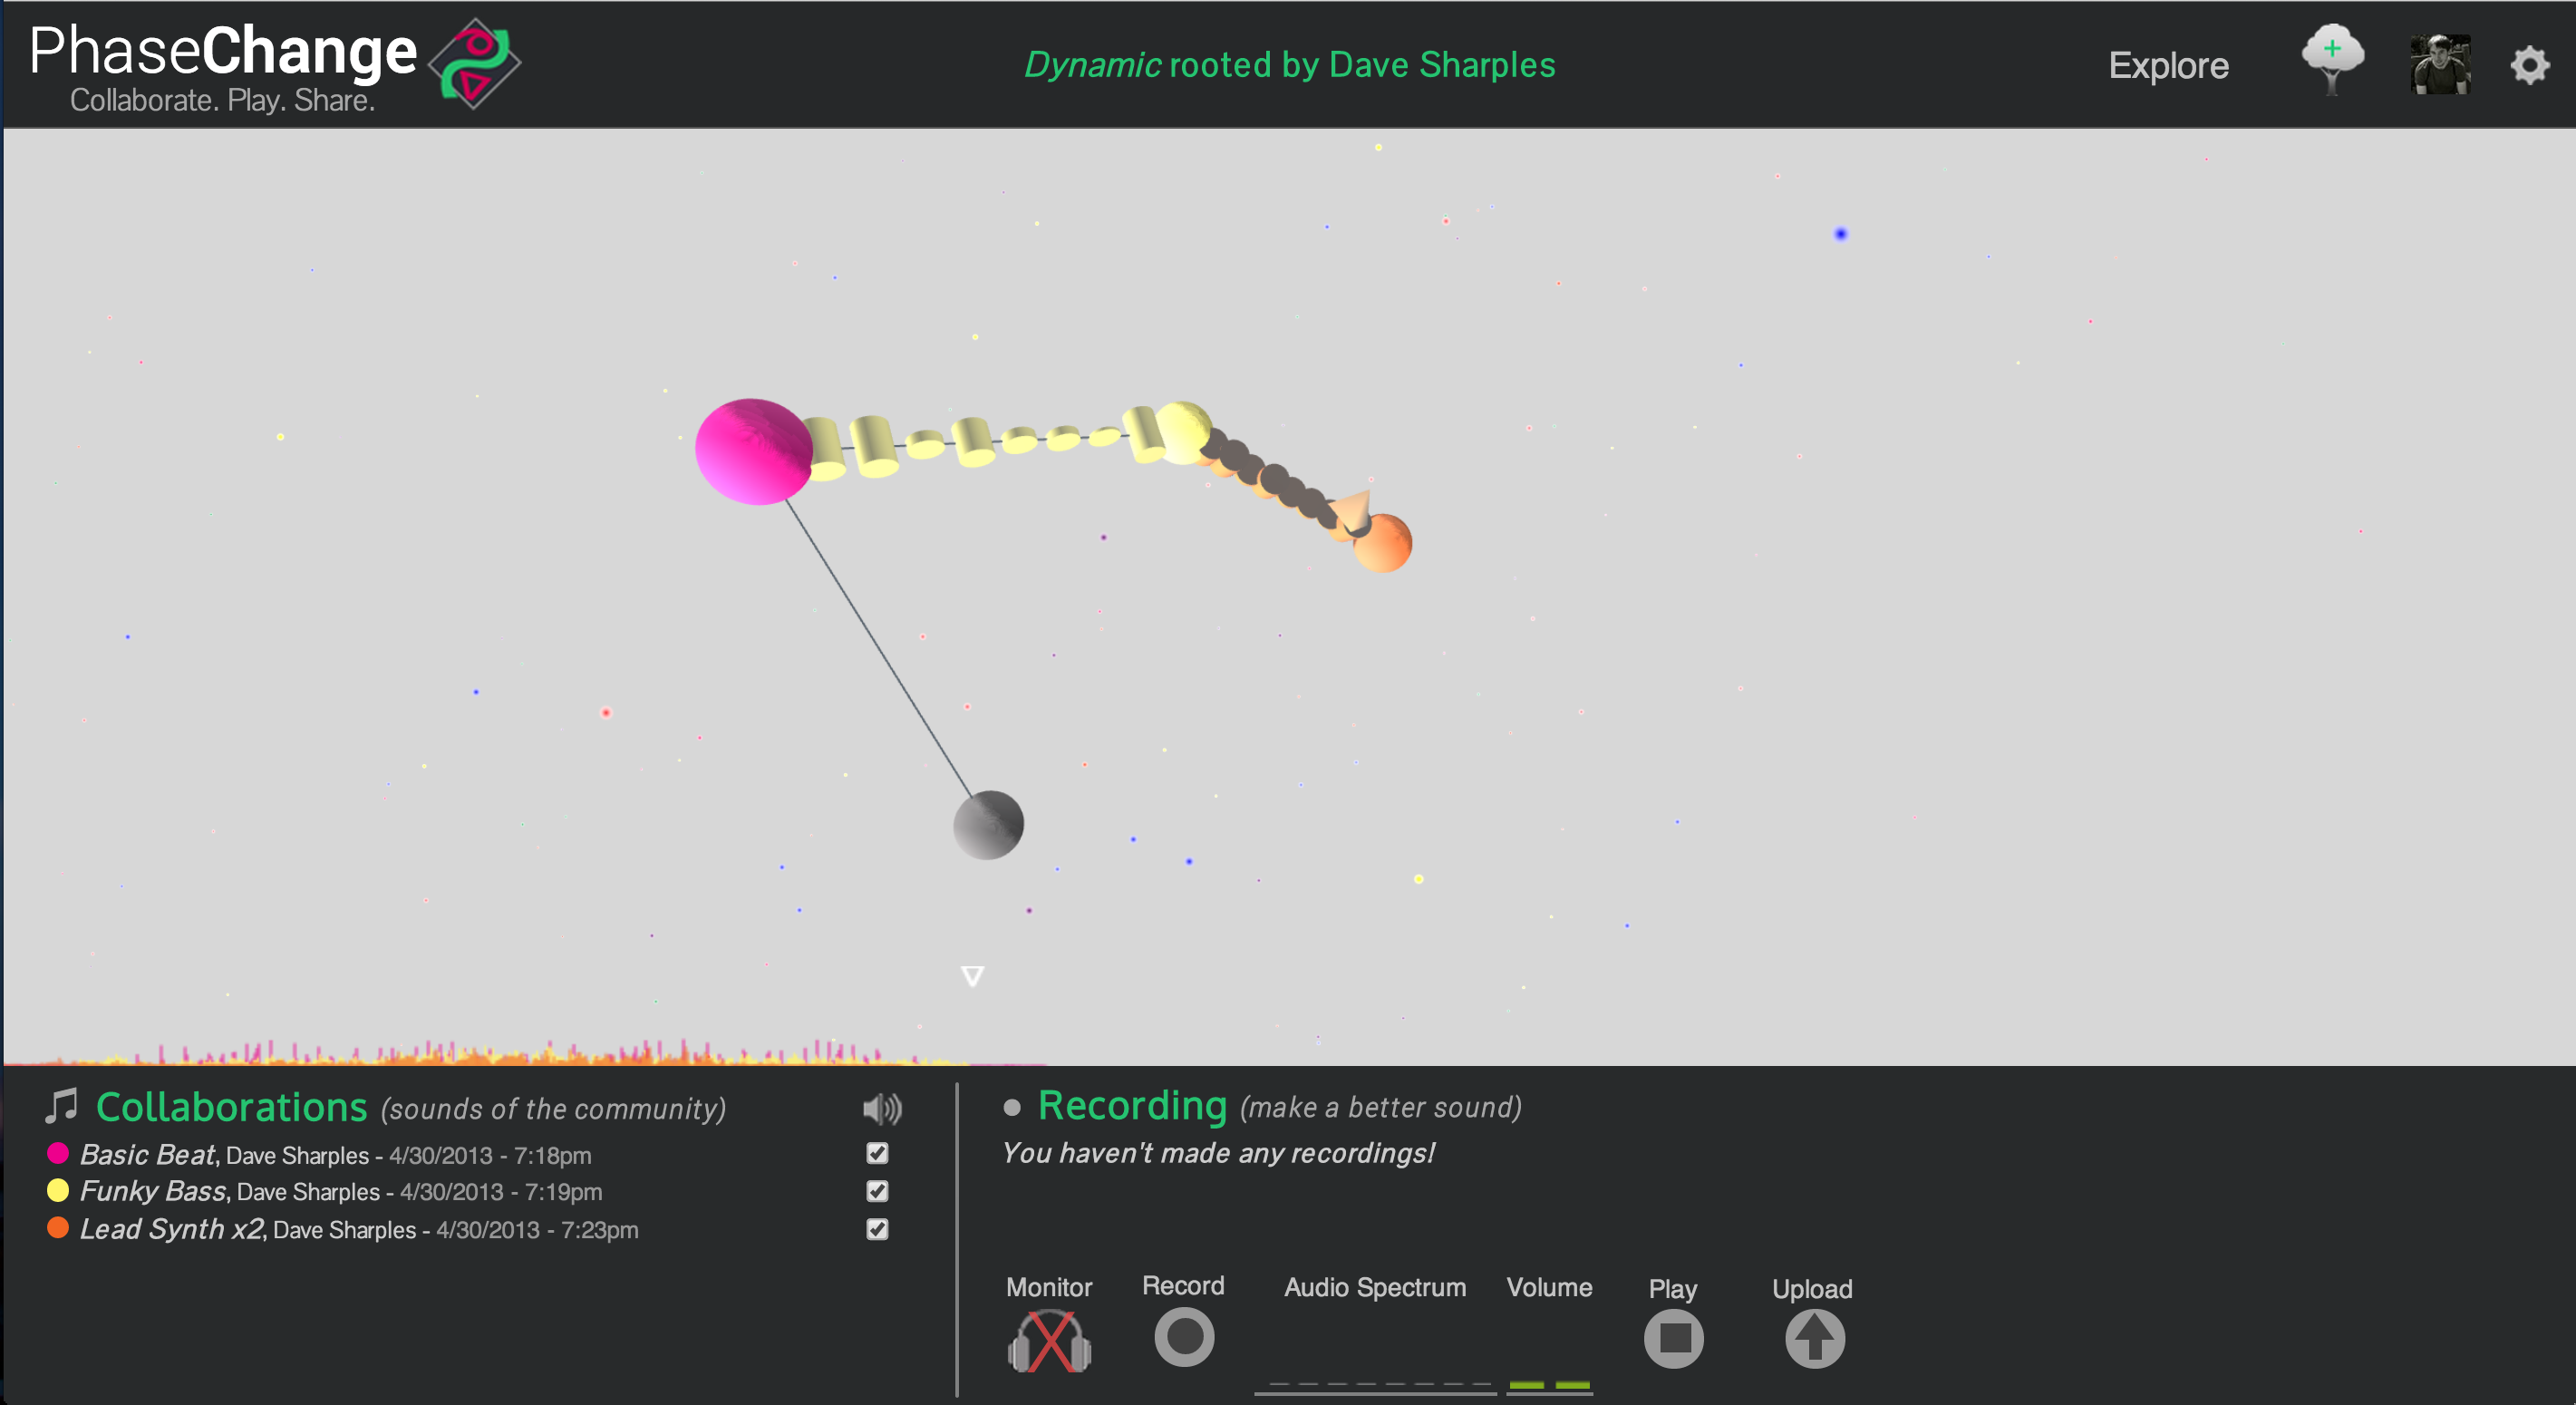 PhaseChange
Collaborate. Play. Share.
Dynamic rooted by Dave Sharples
Explore
Collaborations (sounds of the community)
Basic Beat, Dave Sharples - 4/30/2013 - 7:18pm
Funky Bass, Dave Sharples - 4/30/2013 - 7:19pm
Lead Synth x2, Dave Sharples - 4/30/2013 - 7:23pm
Recording (make a better sound)
You haven't made any recordings!
Monitor
Record
Audio Spectrum
Volume
Play
Upload